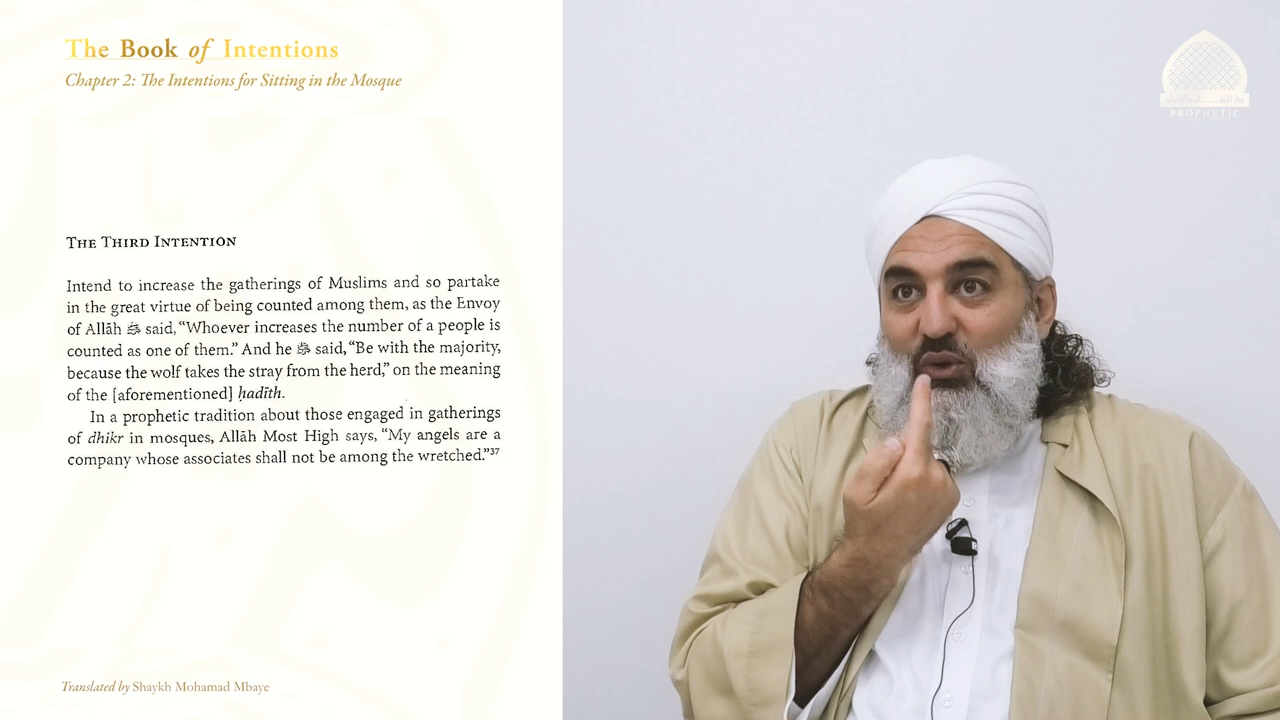 The Book of Intentions
Chapter 2: The Intentions for Sitting in the Mosque
THE THIRD INTENTION
Intend to increase the gatherings of Muslims and so partake
in the great virtue of being counted among them, as the Envoy
of Allāh ﷺ said, “Whoever increases the number of a people is
counted as one of them.” And he ﷺ said, “Be with the majority,
because the wolf takes the stray from the herd,” on the meaning
of the [aforementioned] ḥadīth.
In a prophetic tradition about those engaged in gatherings
of dhikr in mosques, Allāh Most High says, “My angels are a
company whose associates shall not be among the wretched.”37
Translated by Shaykh Mohamad Mbaye
PROPHETIC